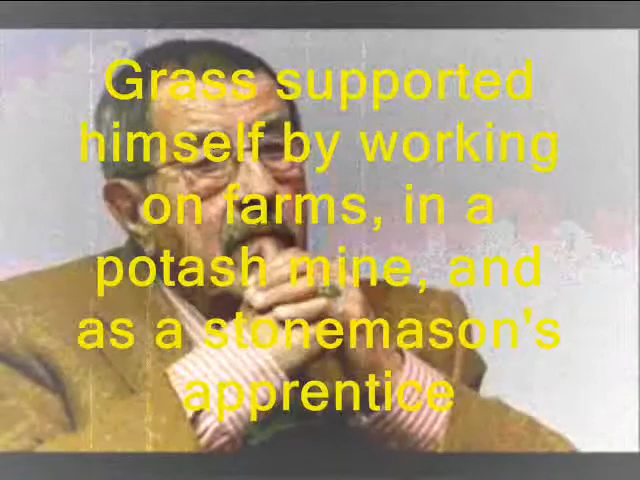 Grass supported
himself by working
on farms, in a
potash mine, and
as a stonemason's
apprentice